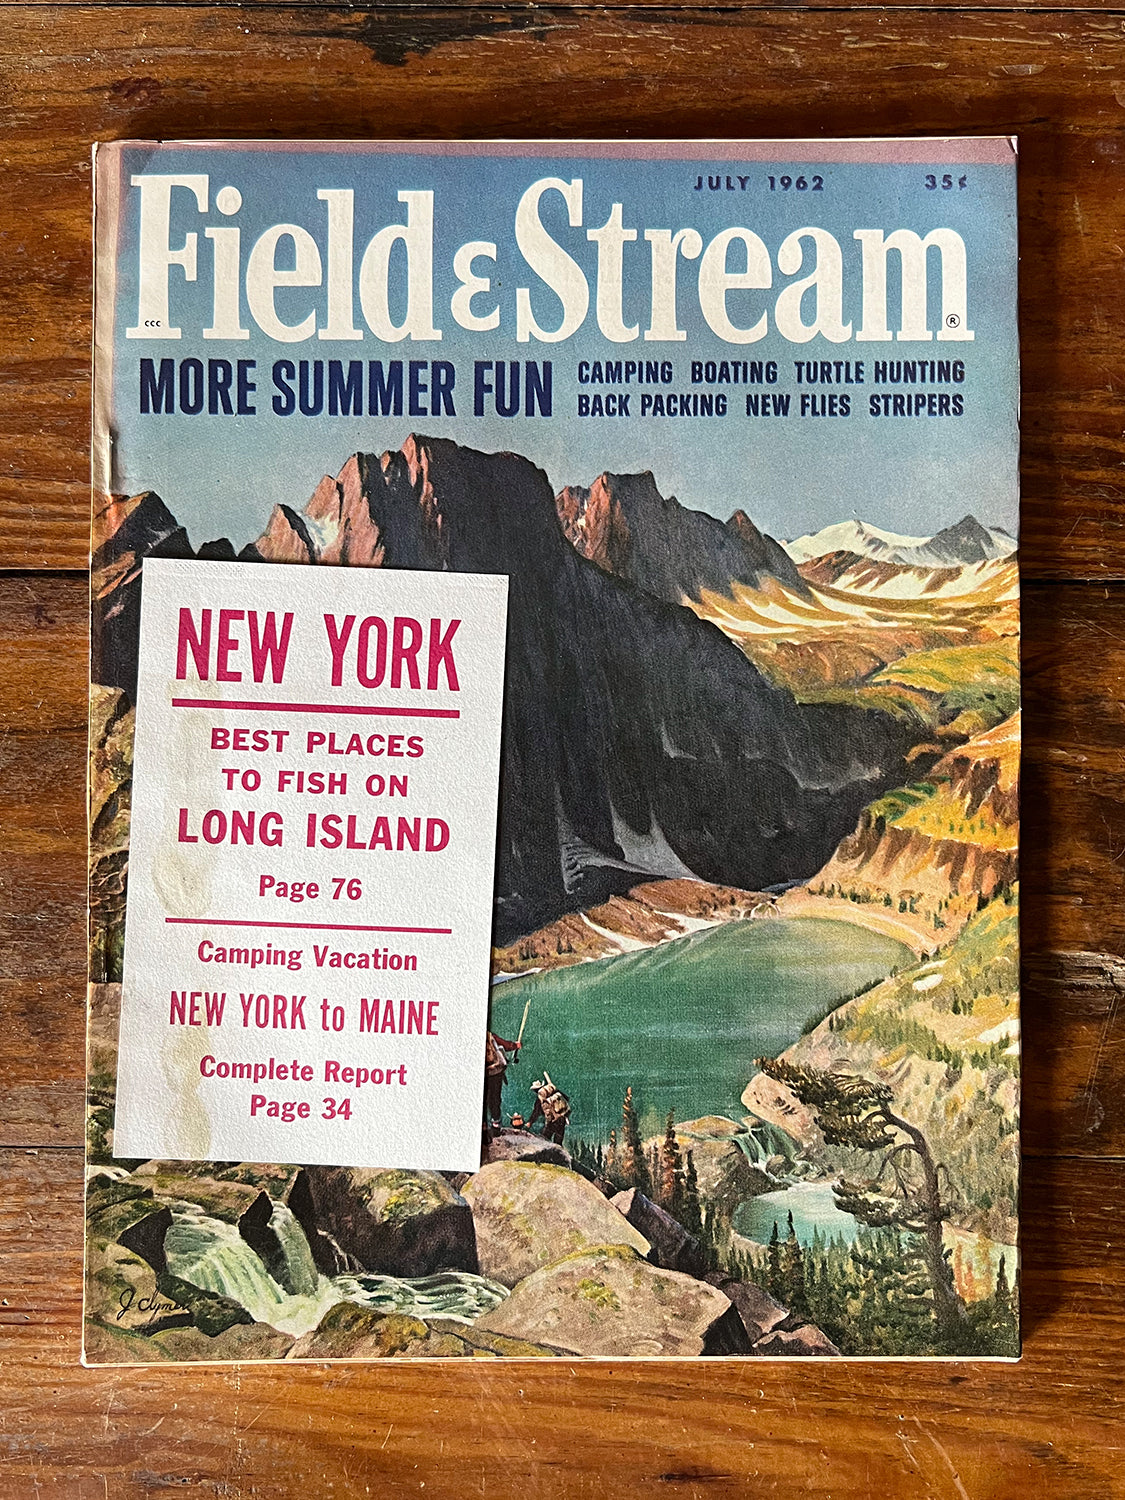 JULY 1962 35¢
Field & Stream
CCC
®
MORE SUMMER FUN
CAMPING BOATING TURTLE HUNTING
BACK PACKING NEW FLIES STRIPERS
NEW YORK
BEST PLACES
TO FISH ON
LONG ISLAND
Page 76
Camping Vacation
NEW YORK to MAINE
Complete Report
Page 34